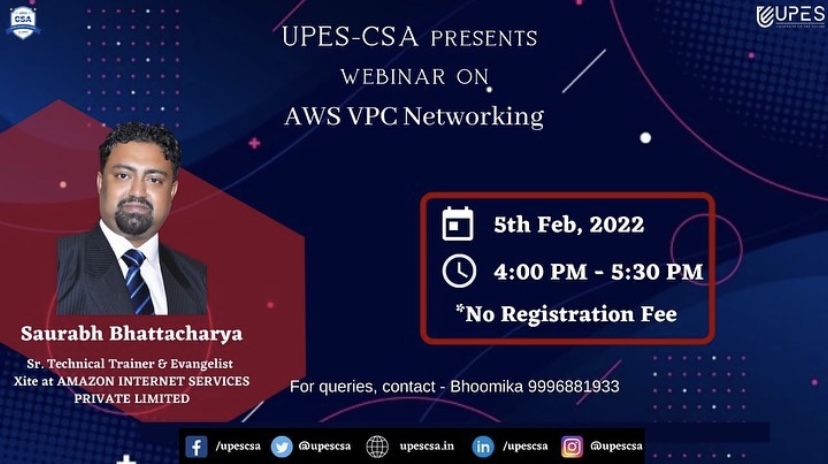 CSA
UPES
UPES-CSA PRESENTS
WEBINAR ON
AWS VPC Networking
5th Feb, 2022
4:00 PM - 5:30 PM
*No Registration Fee
Saurabh Bhattacharya
Sr. Technical Trainer & Evangelist
Xite at AMAZON INTERNET SERVICES
PRIVATE LIMITED
For queries, contact - Bhoomika 9996881933
/upescsa @upescsa upescsa.in /upescsa @upescsa